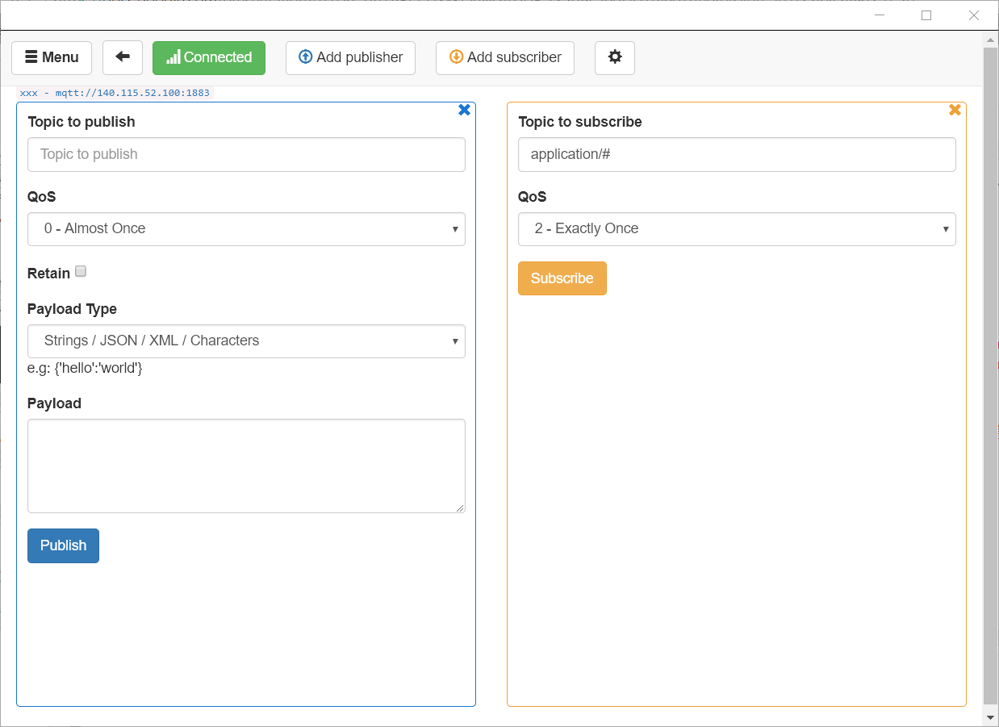 Menu
Connected
Add publisher
Add subscriber
xxx - mqtt://140.115.52.100:1883
Topic to publish
Topic to publish
QoS
0 - Almost Once
Retain
Payload Type
Strings / JSON / XML / Characters
e.g: {'hello':'world'}
Payload
Publish
Topic to subscribe
application/#
QoS
2 - Exactly Once
Subscribe